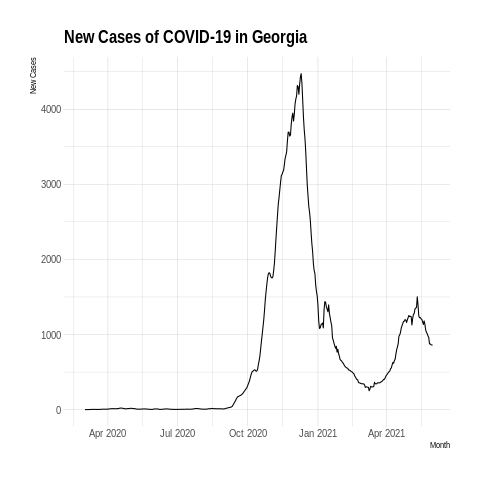 New Cases of COVID-19 in Georgia
New Cases
4000
3000
2000
1000
0
Apr 2020
Jul 2020
Oct 2020
Jan 2021
Apr 2021
Month